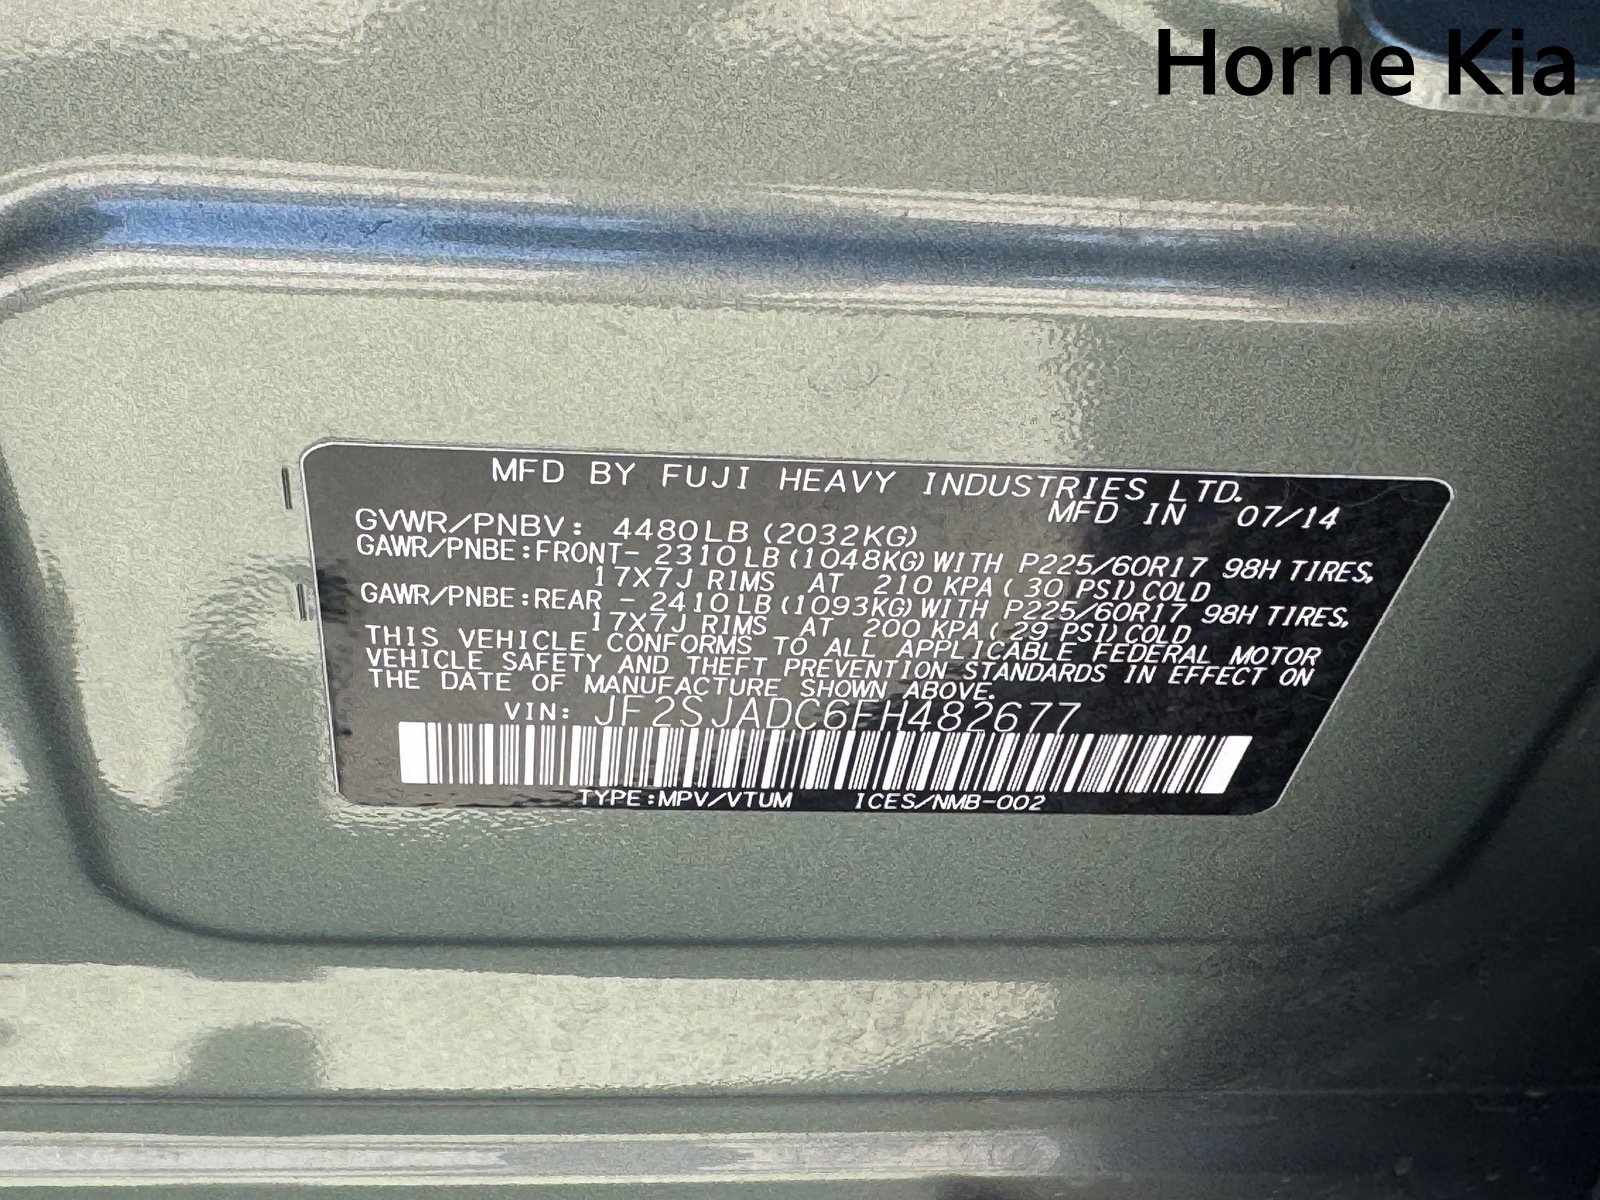 Horne Kia
MFD BY FUJI HEAVY INDUSTRIES LTD.
MFD IN 07/14
GVWR/PNBV: 4480LB (2032KG)
GAWR/PNBE:FRONT- 2310LB (1048KG) WITH P225/60R17 98H TIRES,
17X7J RIMS AT 210 KPA ( 30 PSI) COLD
GAWR/PNBE:REAR - 2410LB (1093KG) WITH P225/60R17 98H TIRES,
17X7J RIMS AT 200 KPA ( 29 PSI) COLD
THIS VEHICLE CONFORMS TO ALL APPLICABLE FEDERAL MOTOR
VEHICLE SAFETY AND THEFT PREVENTION STANDARDS IN EFFECT ON
THE DATE OF MANUFACTURE SHOWN ABOVE.
VIN: JF2SJADC6FH482677
TYPE:MPV/VTUM ICES/NMB-002